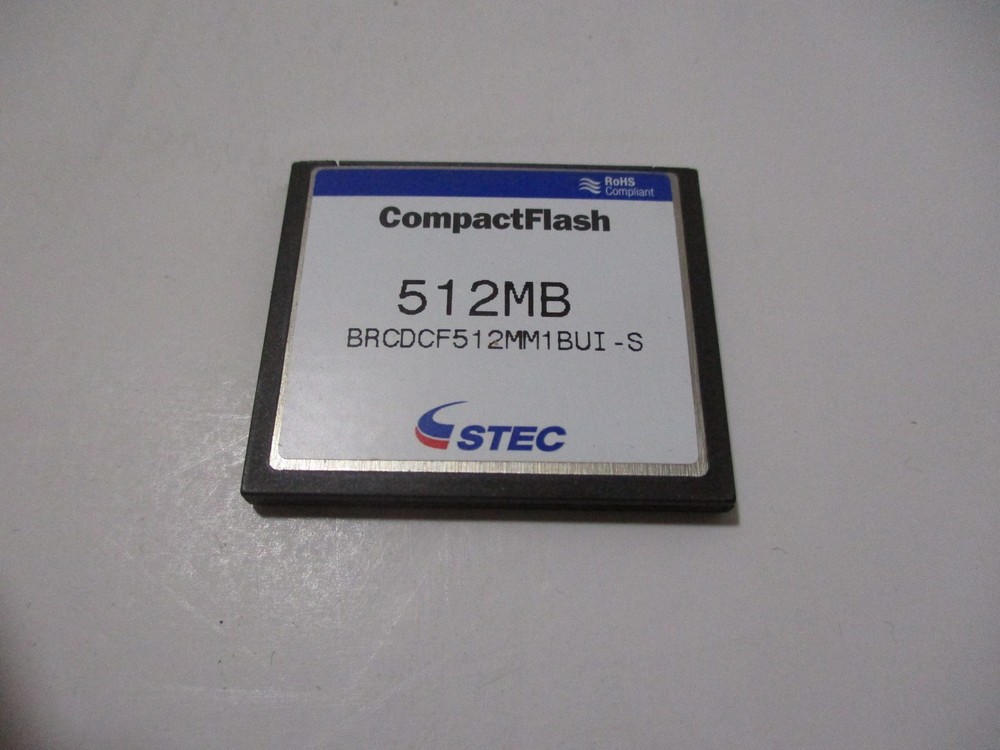 RoHS
Compliant
CompactFlash
512MB
BRCDCF512MM1BUI-S
STEC